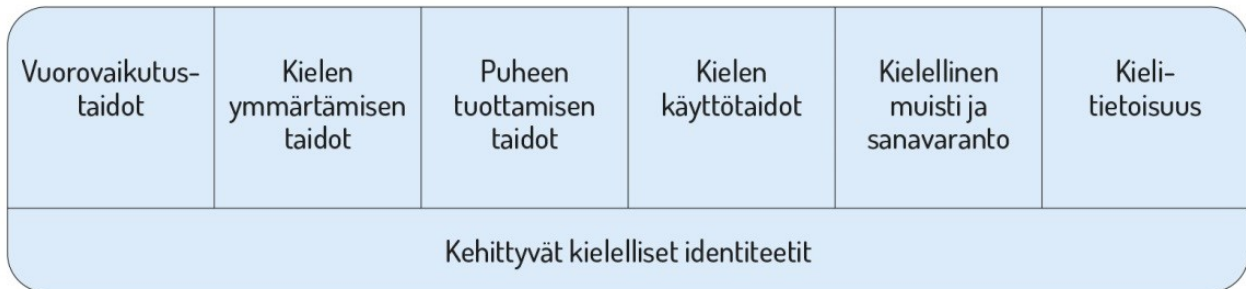 Vuorovaikutus-
taidot
Kielen
ymmärtämisen
taidot
Puheen
tuottamisen
taidot
Kielen
käyttötaidot
Kielellinen
muisti ja
sanavaranto
Kieli-
tietoisuus
Kehittyvät kielelliset identiteetit